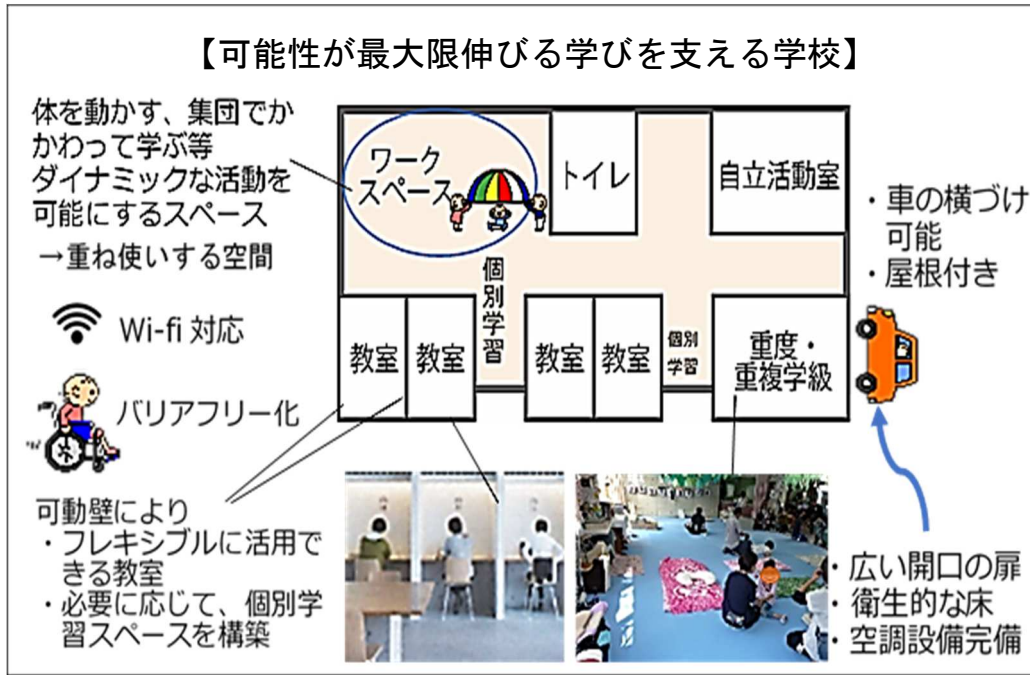 【可能性が最大限伸びる学びを支える学校】
体を動かす、集団でか
かわって学ぶ等
ダイナミックな活動を
可能にするスペース
→重ね使いする空間
Wi-fi 対応
バリアフリー化
ワーク
スペース
トイレ
自立活動室
・車の横づけ
可能
・屋根付き
個別学習
教室
教室
教室
教室
個別
学習
重度・
重複学級
可動壁により
・フレキシブルに活用で
きる教室
・必要に応じて、個別学
習スペースを構築
・広い開口の扉
・衛生的な床
・空調設備完備